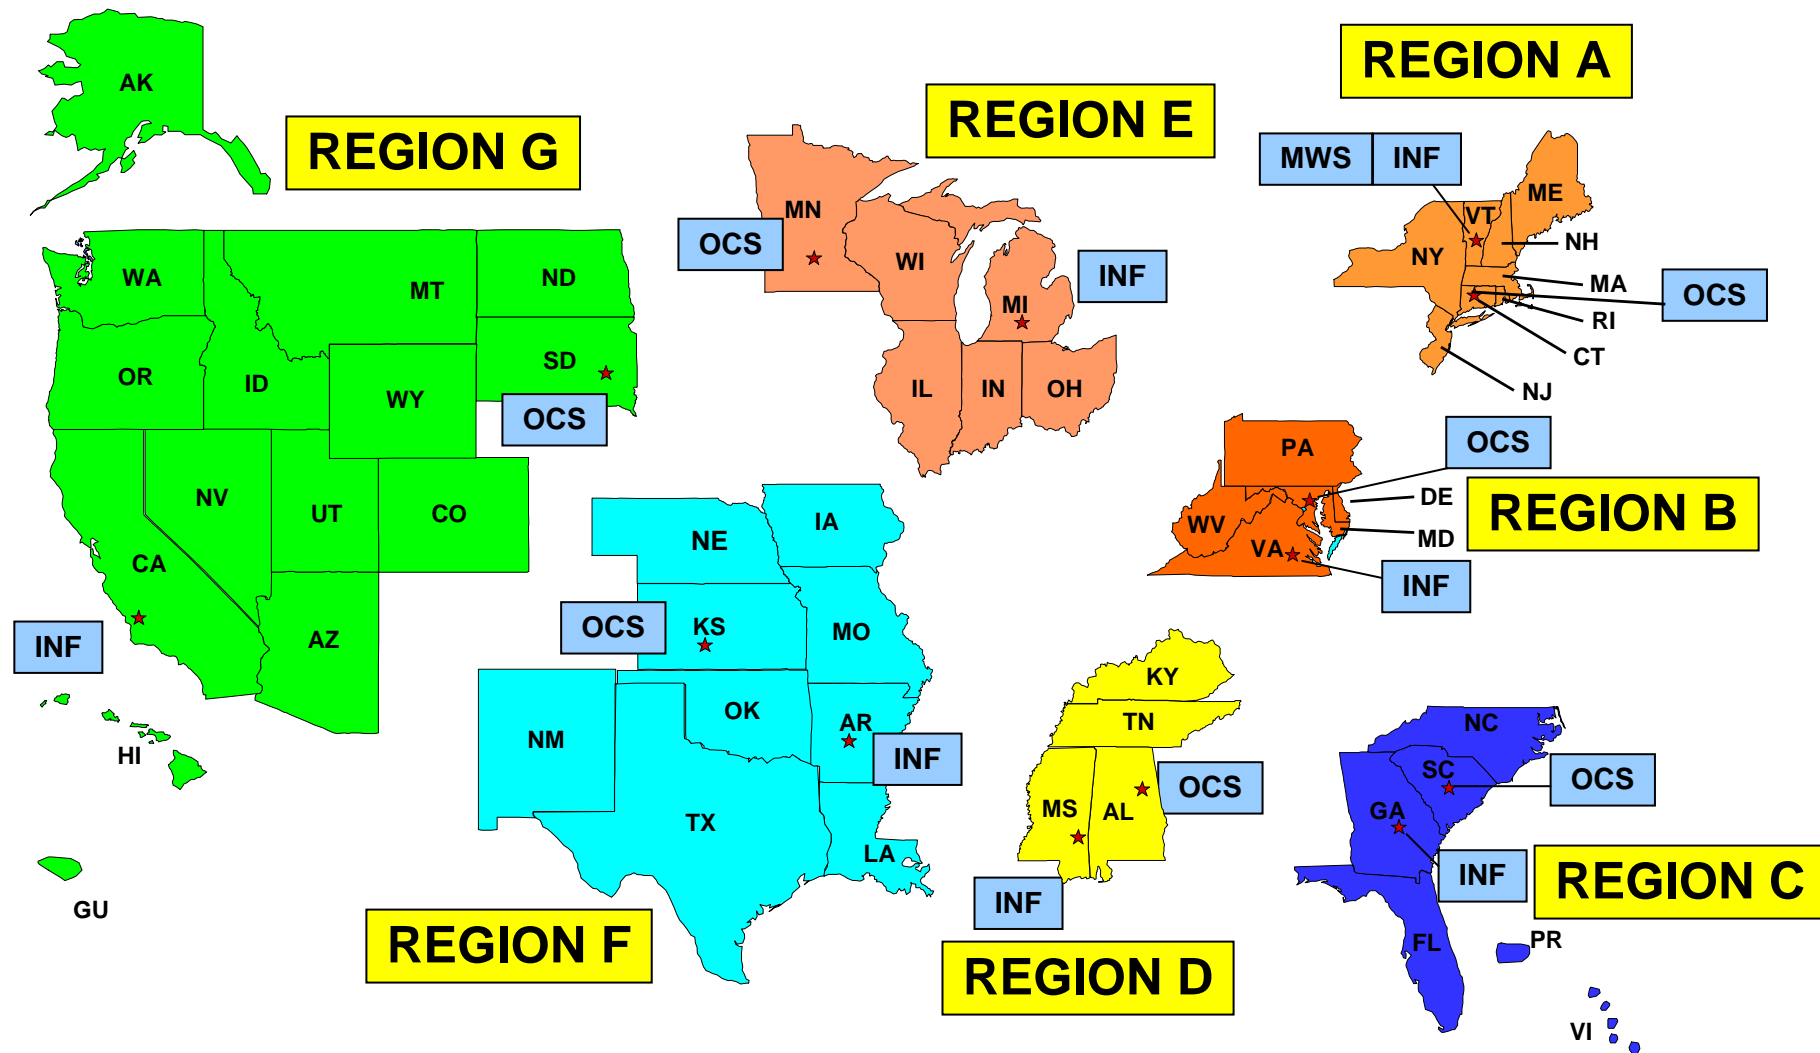 REGION A
AK
REGION E
REGION G
MWS INF
ME
MN
VT
OCS
NY
NH
WA
WI
INF
MT
ND
MA
OCS
MI
RI
SD
CT
OR
ID
IL
IN
OH
NJ
WY
OCS
OCS
PA
NV
UT
CO
DE
REGION B
IA
WV
NE
MD
VA
CA
INF
OCS
KS
MO
AZ
INF
KY
OK
TN
NC
AR
NM
INF
HI
SC
OCS
OCS
MS
AL
GA
TX
LA
INF
REGION C
GU
INF
REGION F
FL
PR
REGION D
VI